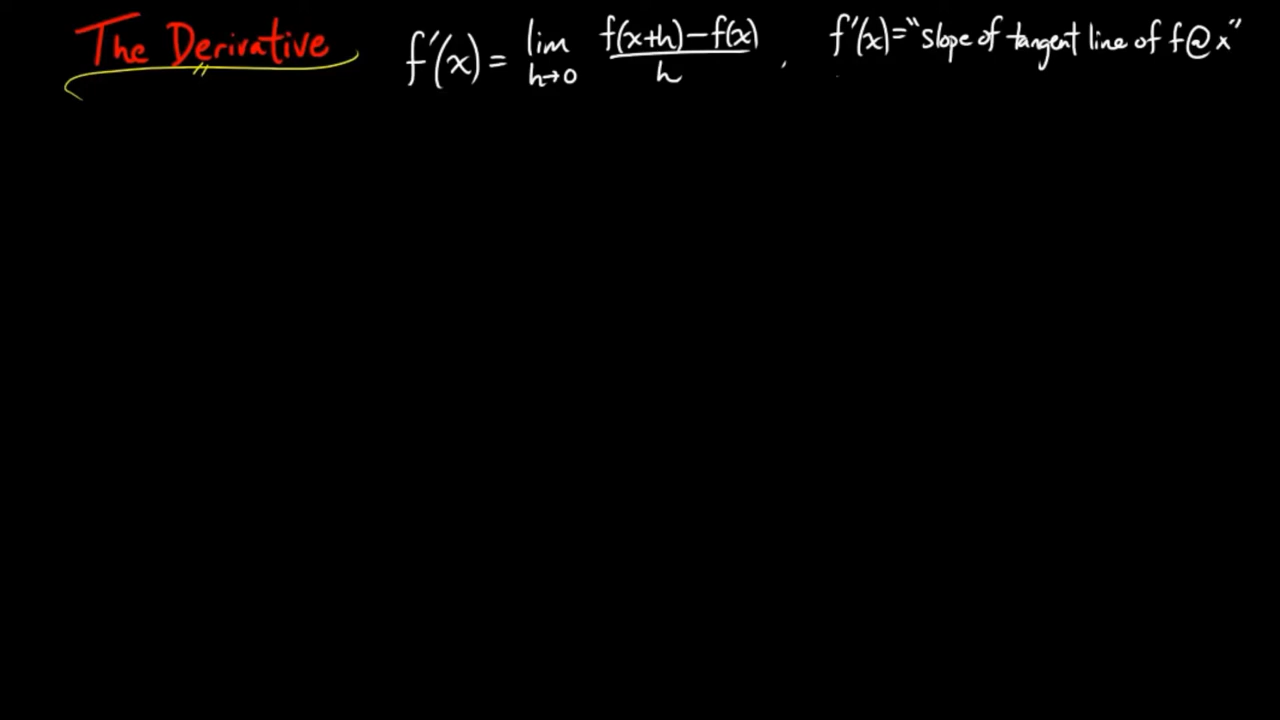 The Derivative
f'(x) = lim h→0 f(x+h)−f(x) / h , f'(x)="slope of tangent line of f@x"